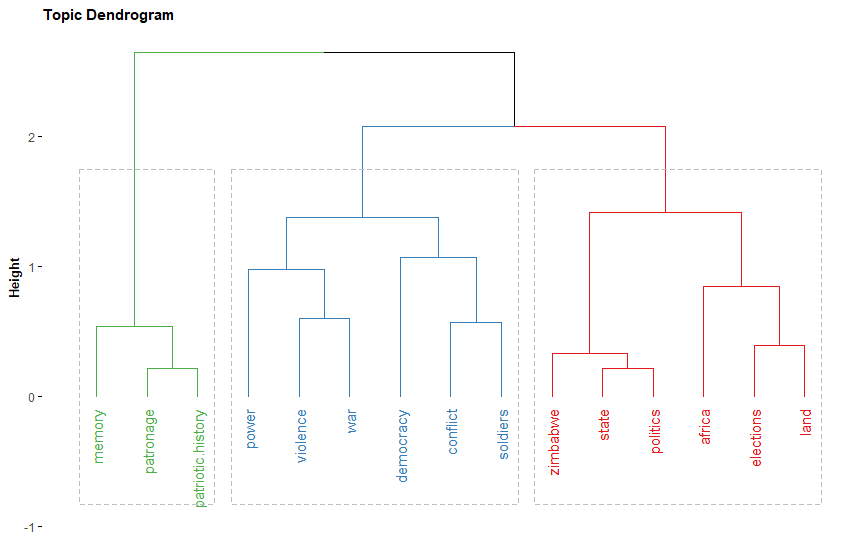 Topic Dendrogram
Height
2
1
0
-1
memory
patronage
patriotic.history
power
violence
war
democracy
conflict
soldiers
zimbabwe
state
politics
africa
elections
land